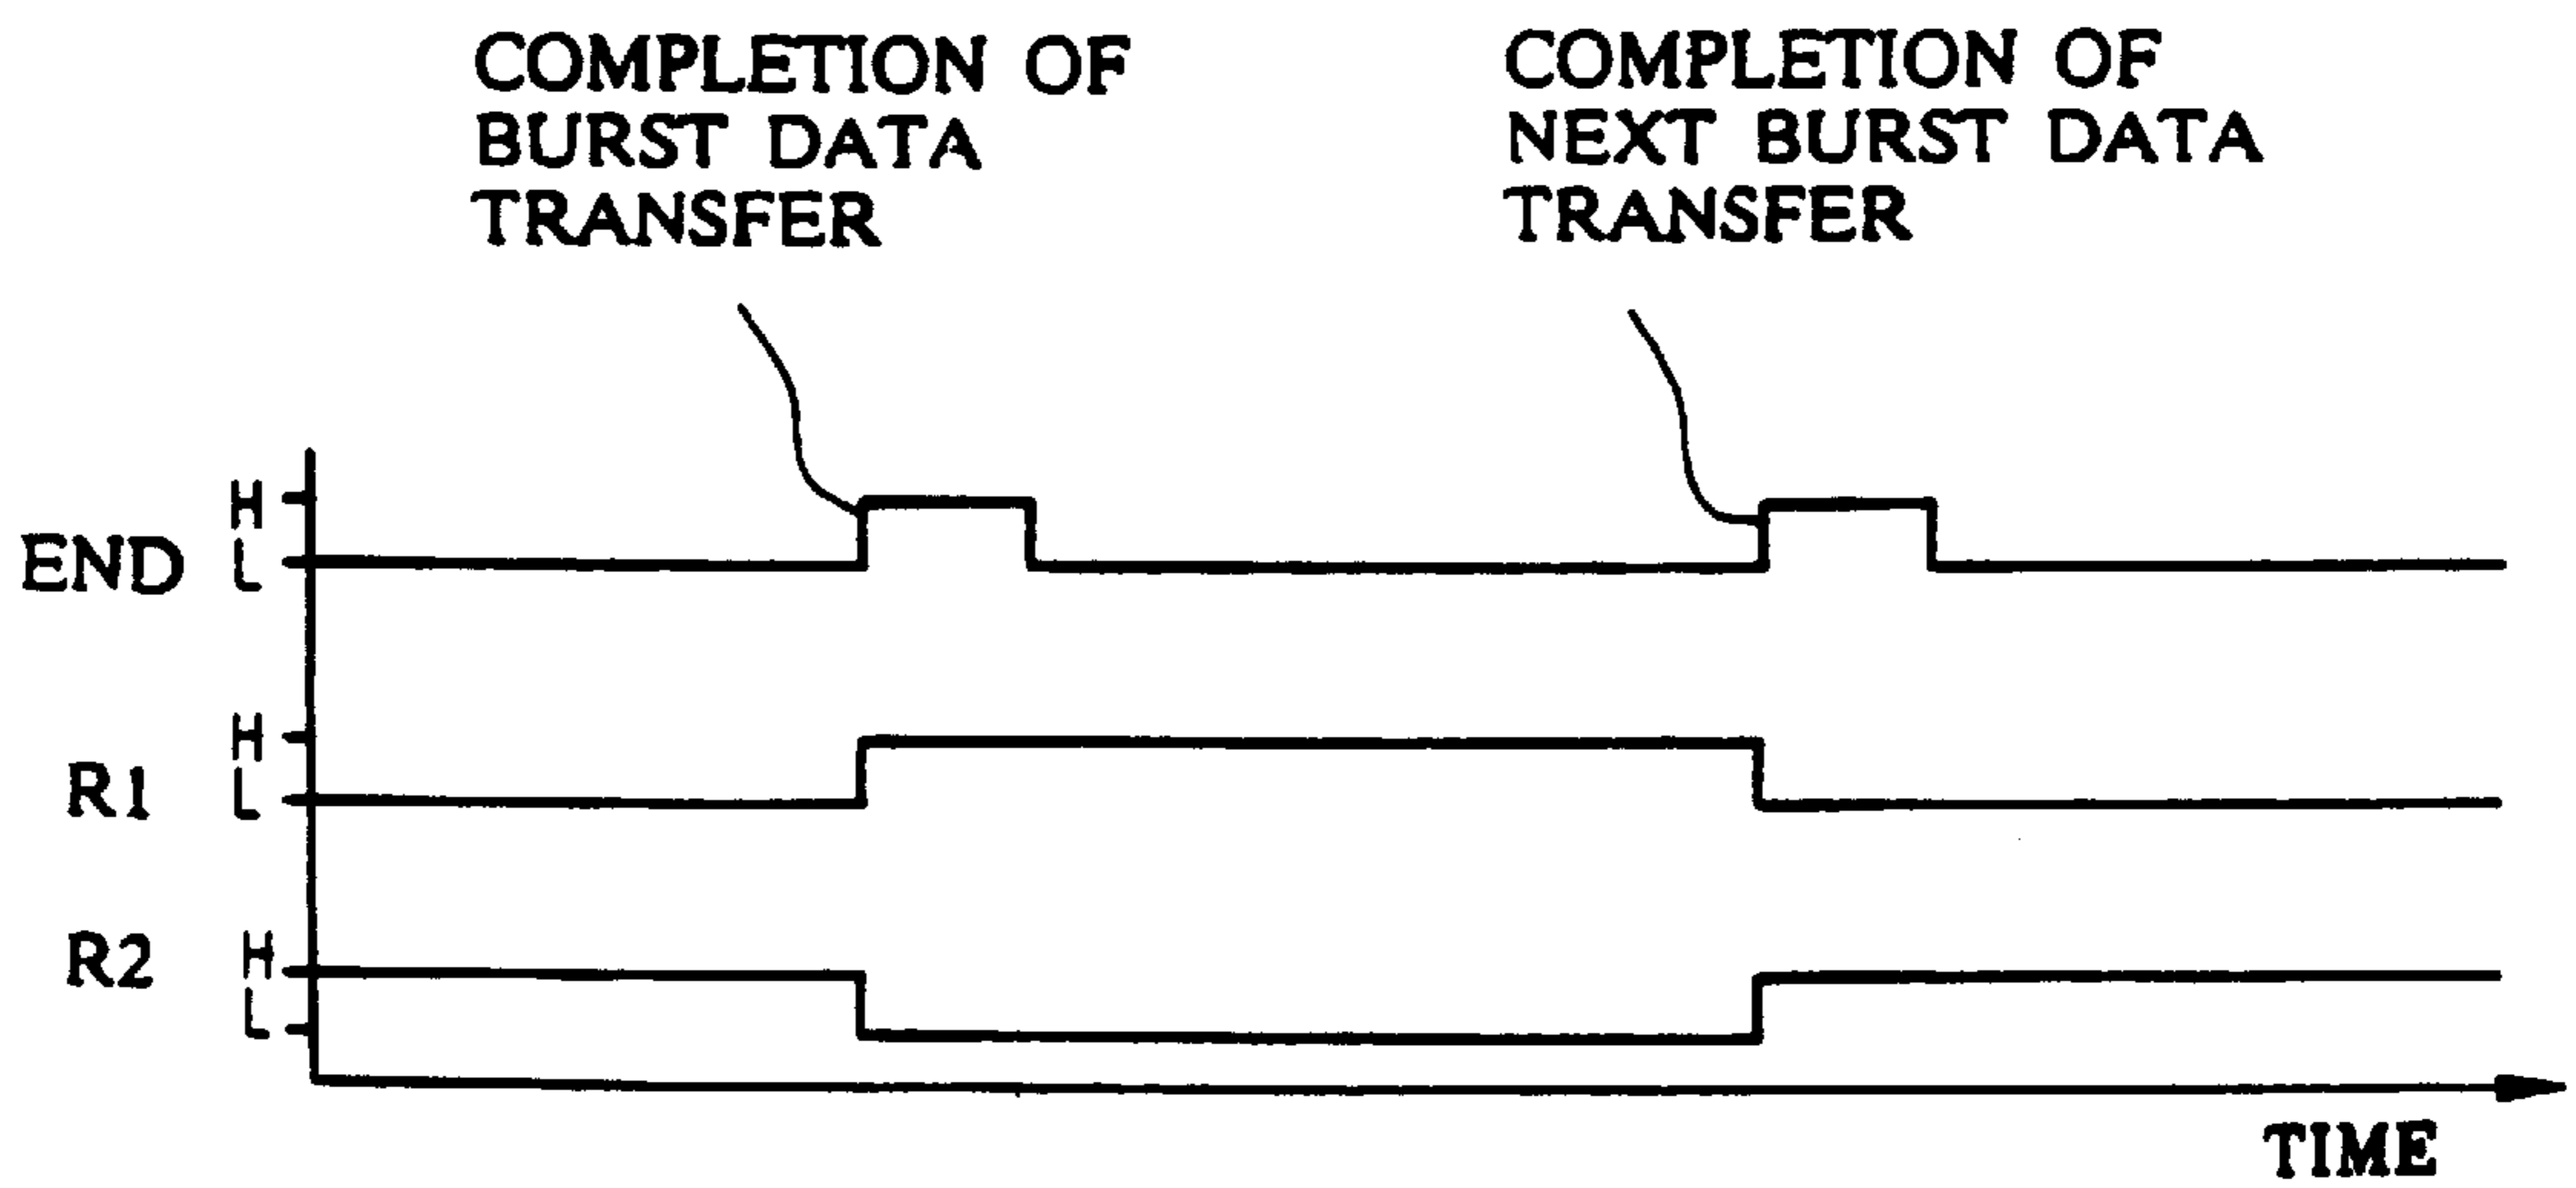 COMPLETION OF
BURST DATA
TRANSFER
COMPLETION OF
NEXT BURST DATA
TRANSFER
H
END L
H
R1 L
R2 H
L
TIME